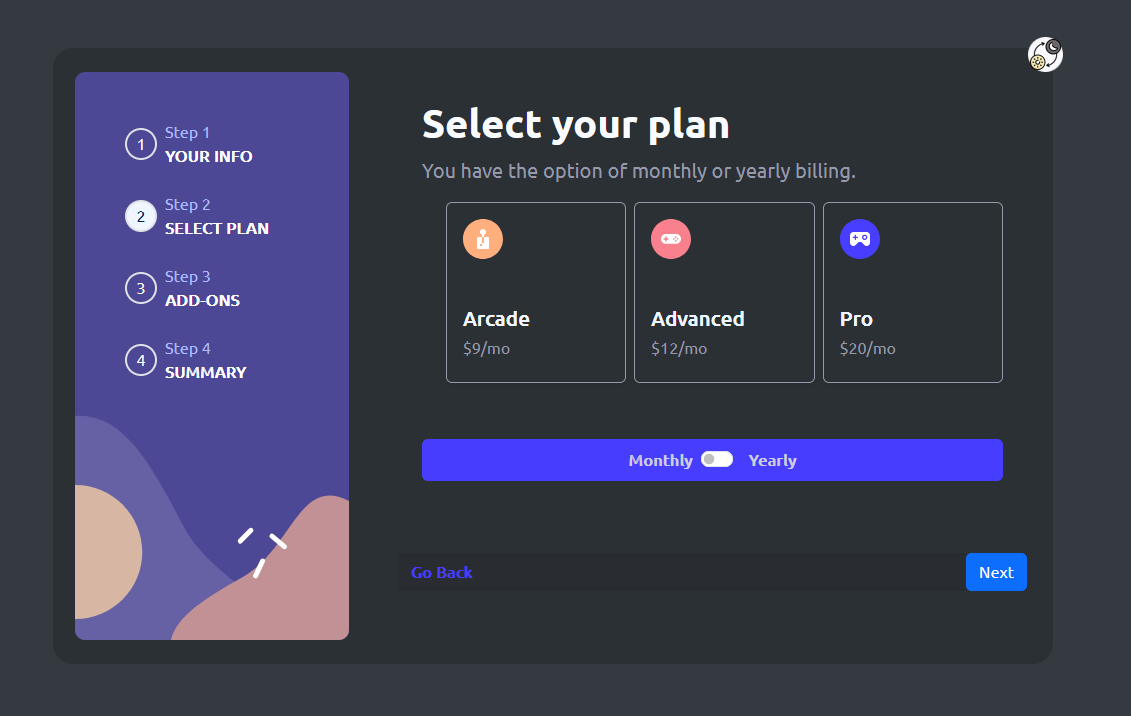 1
Step 1
YOUR INFO
2
Step 2
SELECT PLAN
3
Step 3
ADD-ONS
4
Step 4
SUMMARY
Select your plan
You have the option of monthly or yearly billing.
Arcade
$9/mo
Advanced
$12/mo
Pro
$20/mo
Monthly Yearly
Go Back
Next